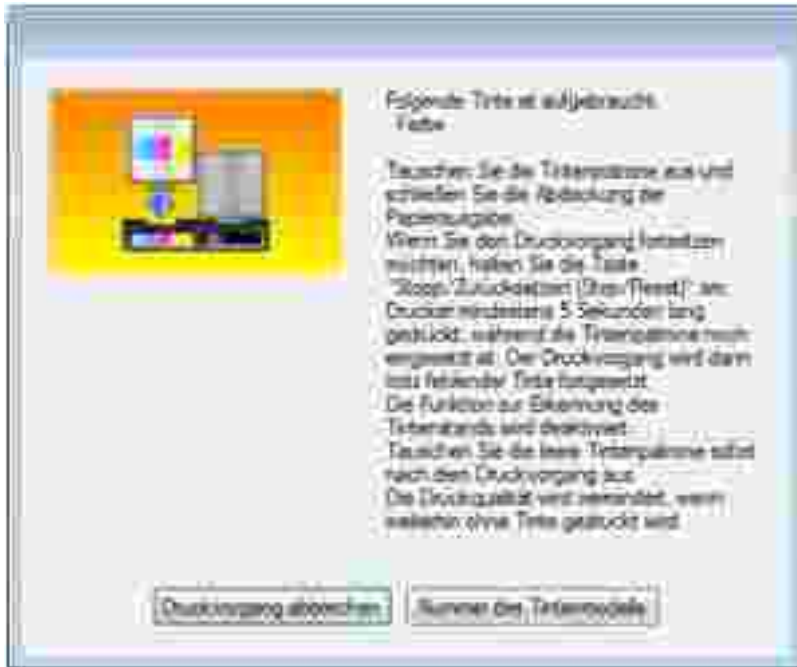 Folgende Tinte ist aufgebraucht:
Farbe
Tauschen Sie die Tintenpatrone aus und
schließen Sie die Abdeckung der
Papierausgabe.
Wenn Sie den Druckvorgang fortsetzen
möchten, halten Sie die Taste
"Stopp/Zurücksetzen (Stop/Reset)" am
Drucker mindestens 5 Sekunden lang
gedrückt, während die Tintenpatrone noch
eingesetzt ist. Der Druckvorgang wird dann
trotz fehlender Tinte fortgesetzt.
Die Funktion zur Erkennung des
Tintenstands wird deaktiviert.
Tauschen Sie die leere Tintenpatrone sofort
nach dem Druckvorgang aus.
Die Druckqualität wird vermindert, wenn
weiterhin ohne Tinte gedruckt wird.
Druckvorgang abbrechen
Nummer des Tintenmodells